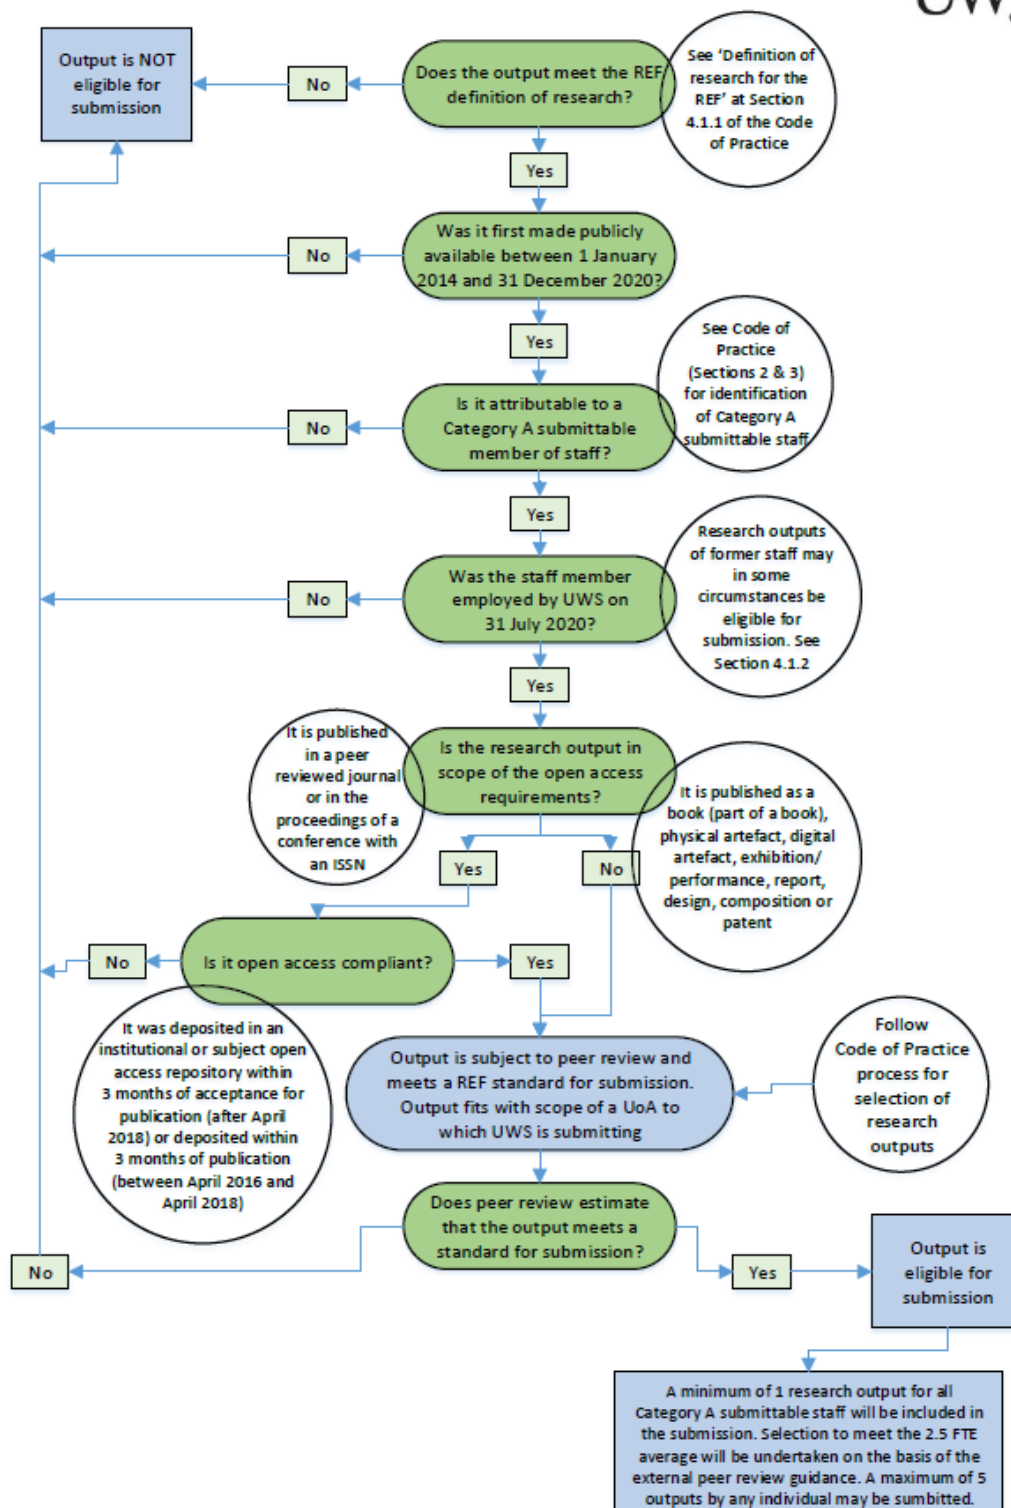 UWS
Output is NOT
eligible for
submission
No
Does the output meet the REF
definition of research?
See ‘Definition of
research for the
REF’ at Section
4.1.1 of the Code
of Practice
Yes
No
Was it first made publicly
available between 1 January
2014 and 31 December 2020?
Yes
See Code of
Practice
(Sections 2 & 3)
for identification
of Category A
submittable staff
No
Is it attributable to a
Category A submittable
member of staff?
Yes
Research outputs
of former staff may
in some
circumstances be
eligible for
submission. See
Section 4.1.2
No
Was the staff member
employed by UWS on
31 July 2020?
Yes
It is published
in a peer
reviewed journal
or in the
proceedings of a
conference with
an ISSN
Is the research output in
scope of the open access
requirements?
It is published as a
book (part of a book),
physical artefact, digital
artefact, exhibition/
performance, report,
design, composition or
patent
Yes
No
No
Is it open access compliant?
Yes
It was deposited in an
institutional or subject open
access repository within
3 months of acceptance for
publication (after April
2018) or deposited within
3 months of publication
(between April 2016 and
April 2018)
Output is subject to peer review and
meets a REF standard for submission.
Output fits with scope of a UoA to
which UWS is submitting
Follow
Code of Practice
process for
selection of
research
outputs
Does peer review estimate
that the output meets a
standard for submission?
No
Yes
Output is
eligible for
submission
A minimum of 1 research output for all
Category A submittable staff will be included in
the submission. Selection to meet the 2.5 FTE
average will be undertaken on the basis of the
external peer review guidance. A maximum of 5
outputs by any individual may be sumbitted.